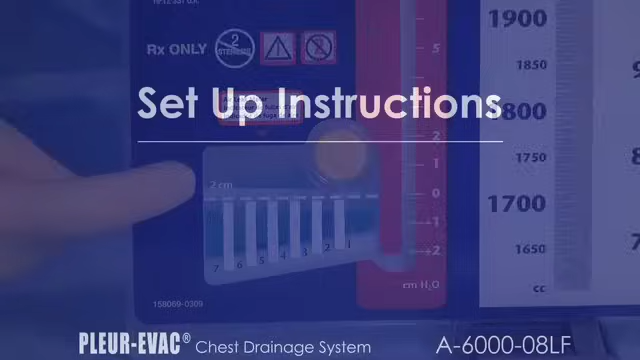 Rx ONLY
2
Set Up Instructions
2 cm
7 6 5 4 3 2 1
5
2
1
0
1
2
cm H₂O
1900
1850
1800
1750
1700
1650
cc
158069-0309
PLEUR-EVAC® Chest Drainage System
A-6000-08LF